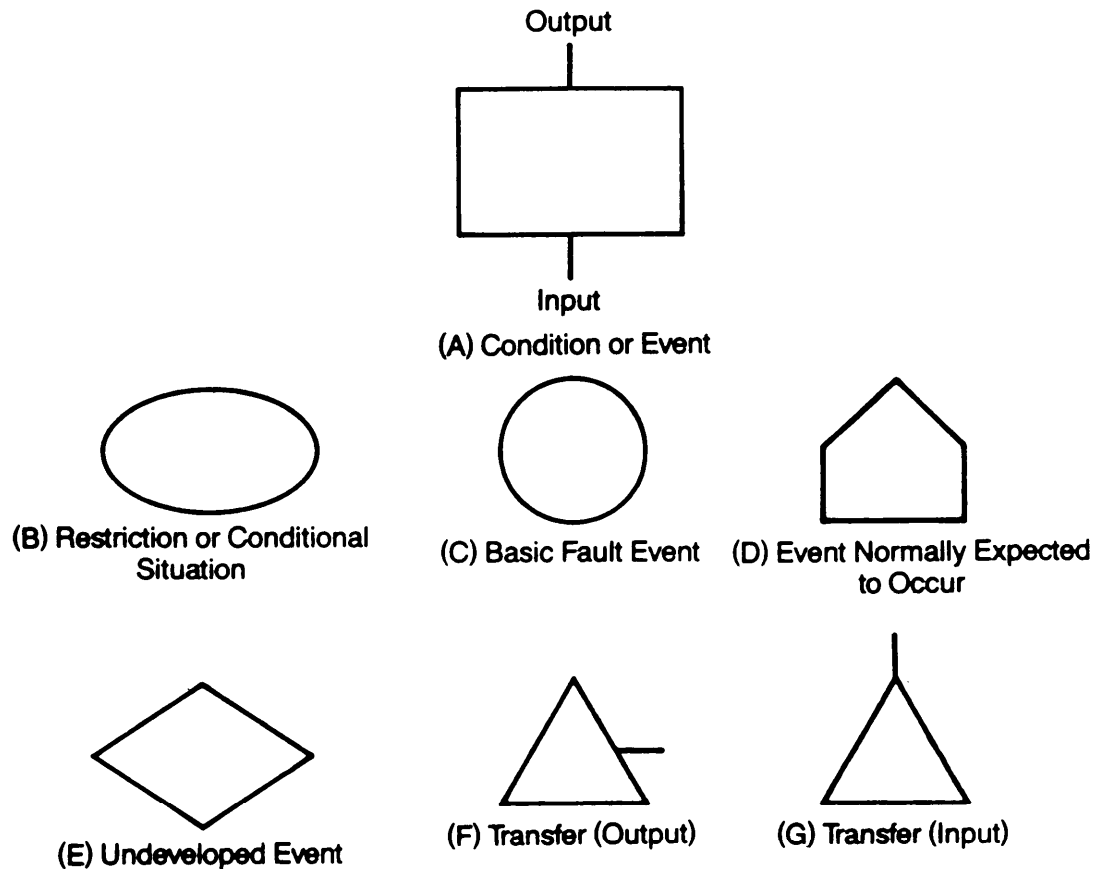 Output
Input
(A) Condition or Event
(B) Restriction or Conditional
Situation
(C) Basic Fault Event
(D) Event Normally Expected
to Occur
(E) Undeveloped Event
(F) Transfer (Output)
(G) Transfer (Input)